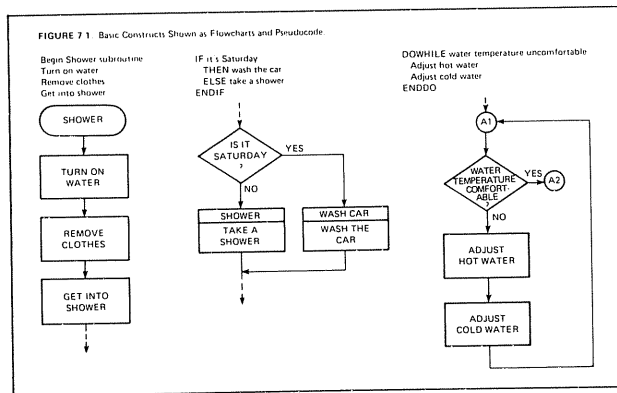 FIGURE 7 1. Basic Constructs Shown as Flowcharts and Pseudocode.
Begin Shower subroutine
Turn on water
Remove clothes
Get into shower
SHOWER
TURN ON
WATER
REMOVE
CLOTHES
GET INTO
SHOWER
IF it's Saturday
THEN wash the car
ELSE take a shower
ENDIF
IS IT
SATURDAY
?
YES
NO
SHOWER
TAKE A
SHOWER
WASH CAR
WASH THE
CAR
DOWHILE water temperature uncomfortable
Adjust hot water
Adjust cold water
ENDDO
A1
WATER
TEMPERATURE
COMFORT-
ABLE
?
YES
A2
NO
ADJUST
HOT WATER
ADJUST
COLD WATER